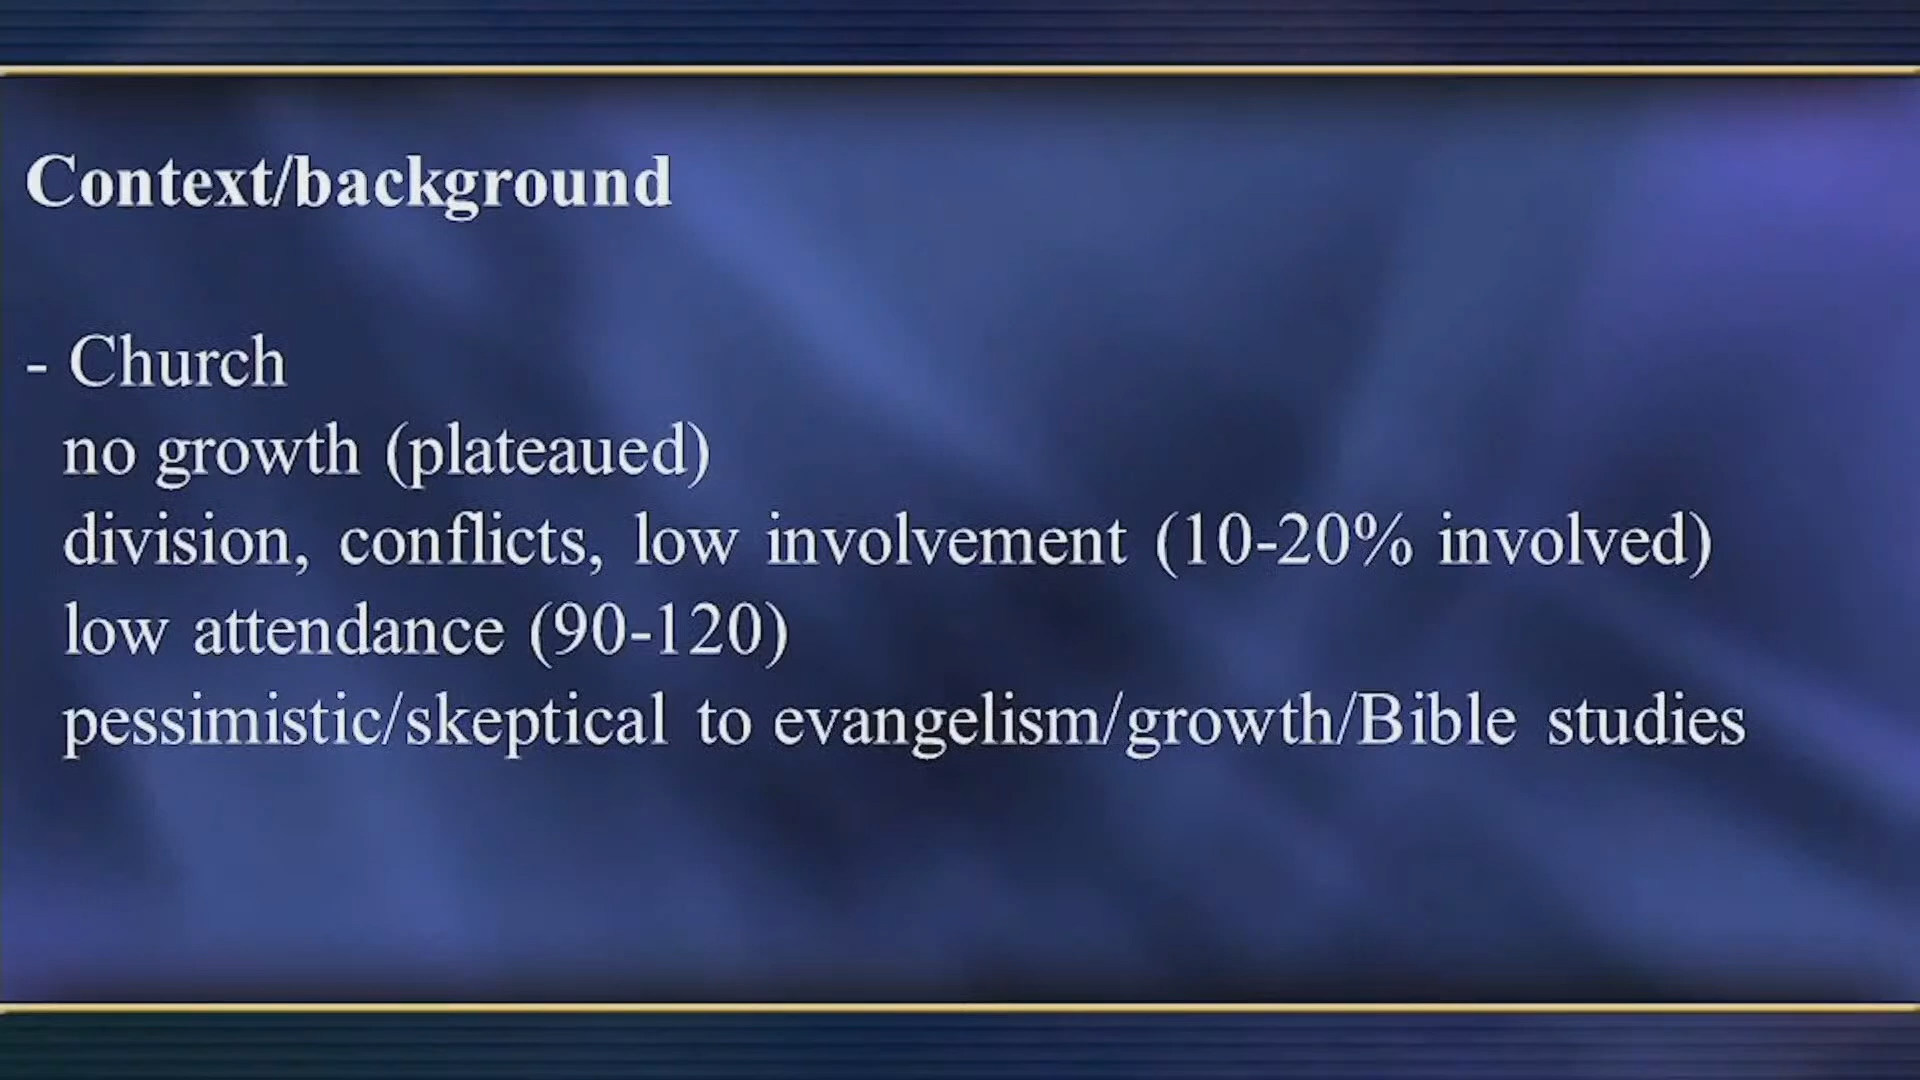 Context/background
- Church
no growth (plateaued)
division, conflicts, low involvement (10-20% involved)
low attendance (90-120)
pessimistic/skeptical to evangelism/growth/Bible studies